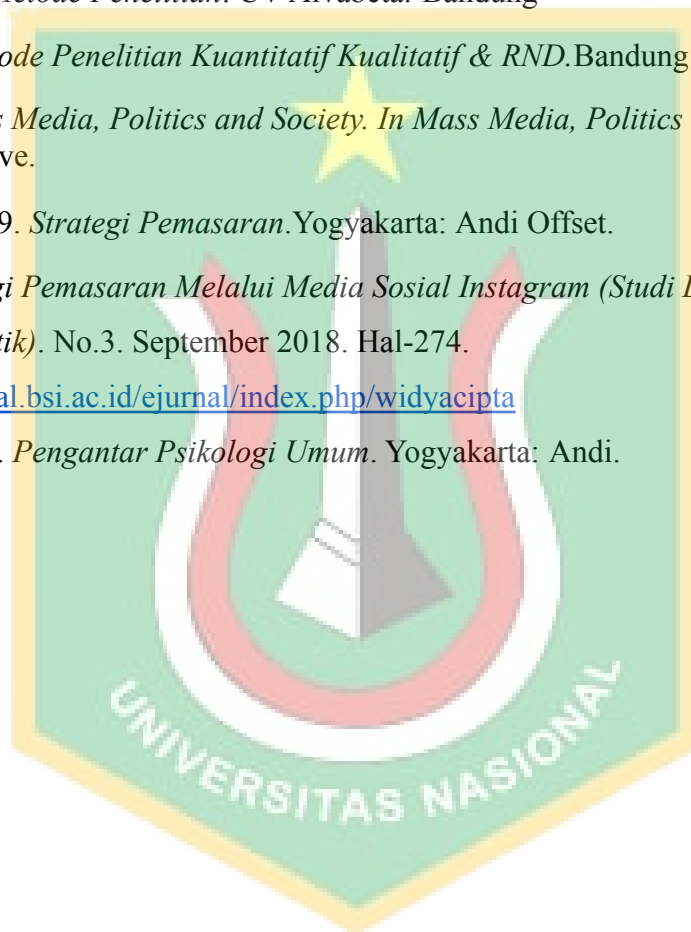 Metode Penelitian. CV Alvabeta: Bandung
ode Penelitian Kuantitatif Kualitatif & RND.Bandung
s Media, Politics and Society. In Mass Media, Politics
ve.
9. Strategi Pemasaran.Yogyakarta: Andi Offset.
gi Pemasaran Melalui Media Sosial Instagram (Studi
tik). No.3. September 2018. Hal-274.
al.bsi.ac.id/ejurnal/index.php/widyacipta
. Pengantar Psikologi Umum. Yogyakarta: Andi.
UNIVERSITAS NASIONAL